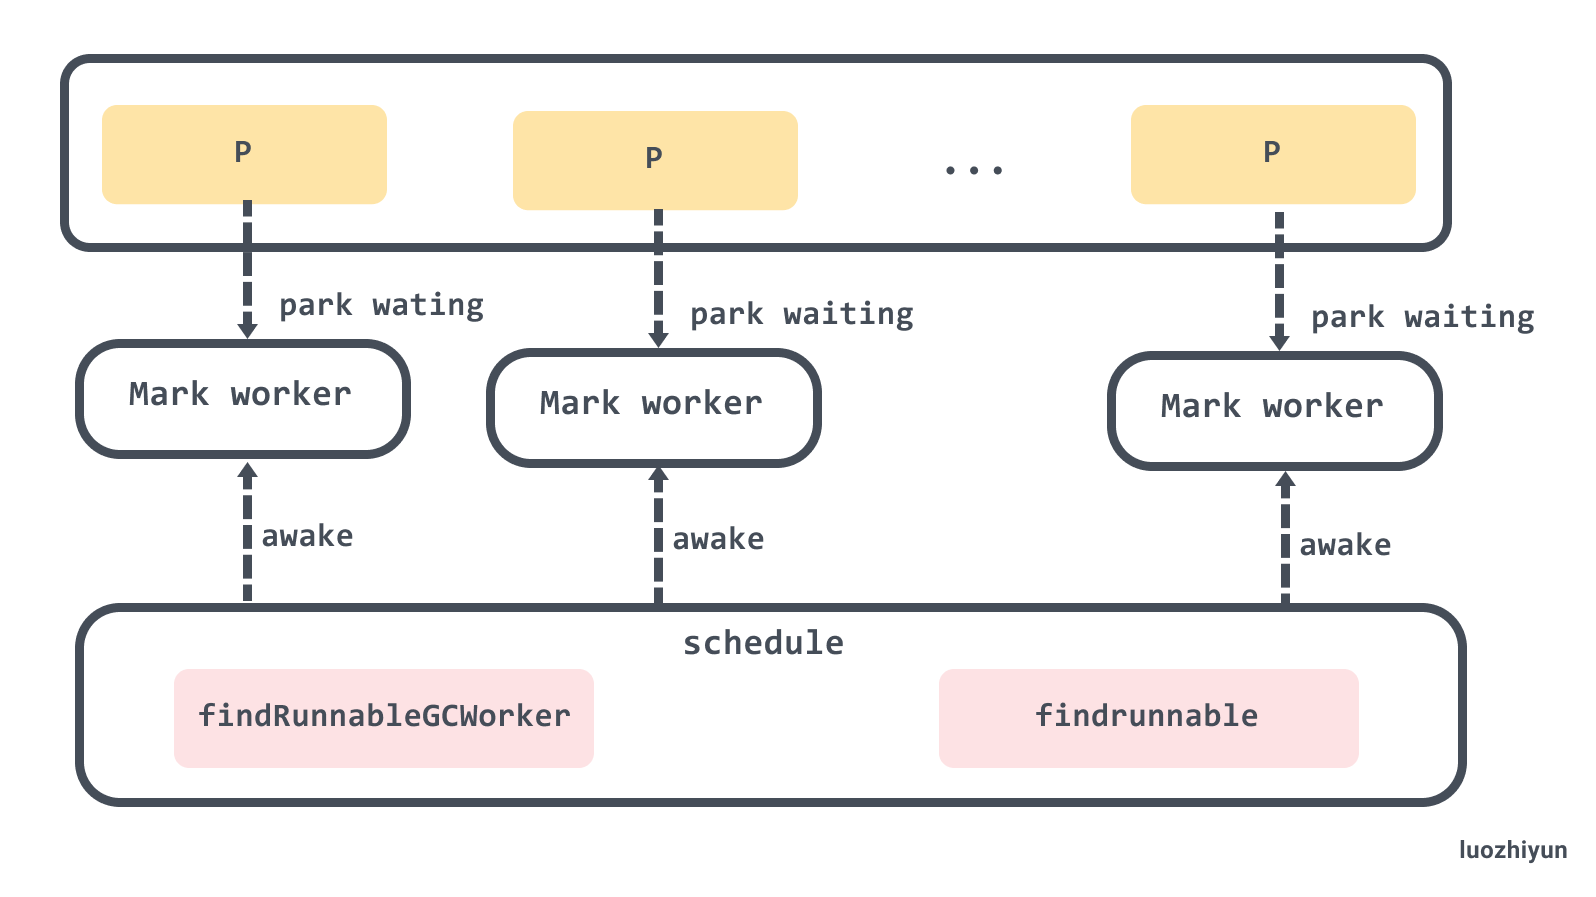 P
P
...
P
park wating
park waiting
park waiting
Mark worker
Mark worker
Mark worker
awake
awake
awake
schedule
findRunnableGCWorker
findrunnable
luozhiyun